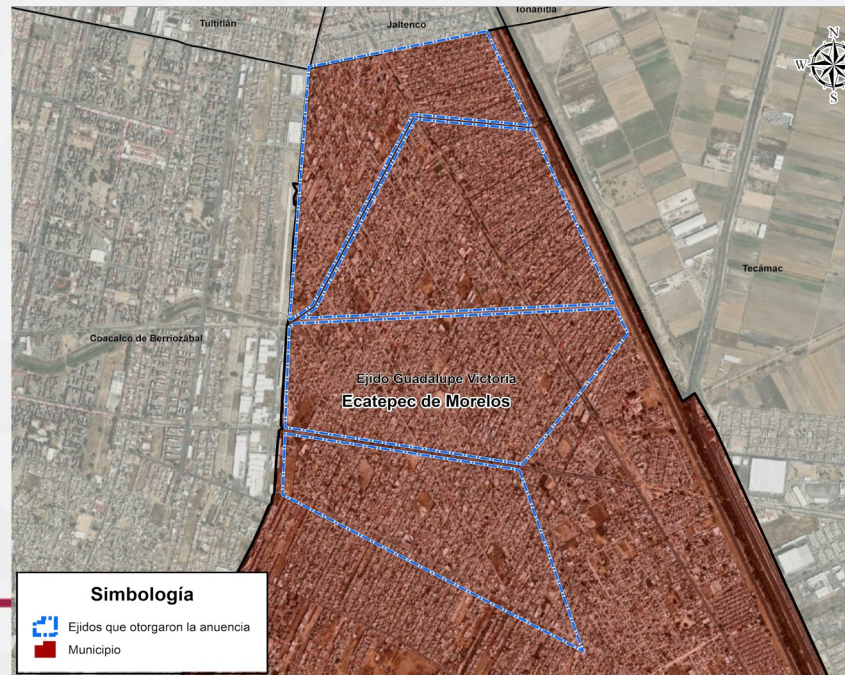 Tultitlán
Jaltenco
Tonanitla
N
W
S
Tecámac
Coacalco de Berriozábal
Ejido Guadalupe Victoria
Ecatepec de Morelos
Simbología
Ejidos que otorgaron la anuencia
Municipio